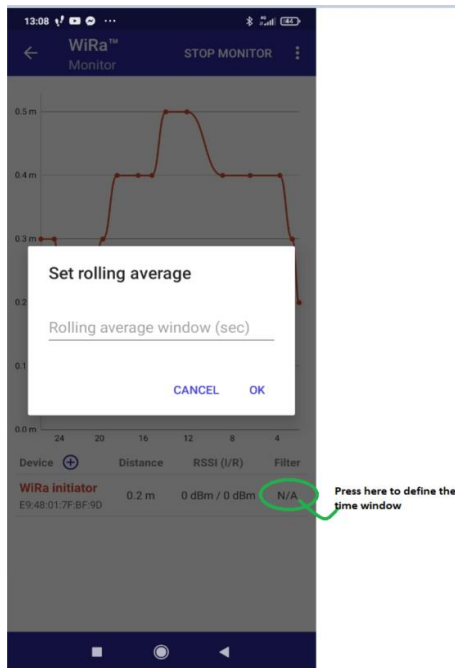 13:08
44
WiRa™
Monitor
STOP MONITOR
0.5 m
0.4 m
0.3 m
Set rolling average
0.2
Rolling average window (sec)
0.1
CANCEL OK
0.0 m
24 20 16 12 8 4
Device Distance RSSI (I/R) Filter
WiRa initiator
E9:48:01:7F:BF:9D
0.2 m 0 dBm / 0 dBm N/A
Press here to define the
time window